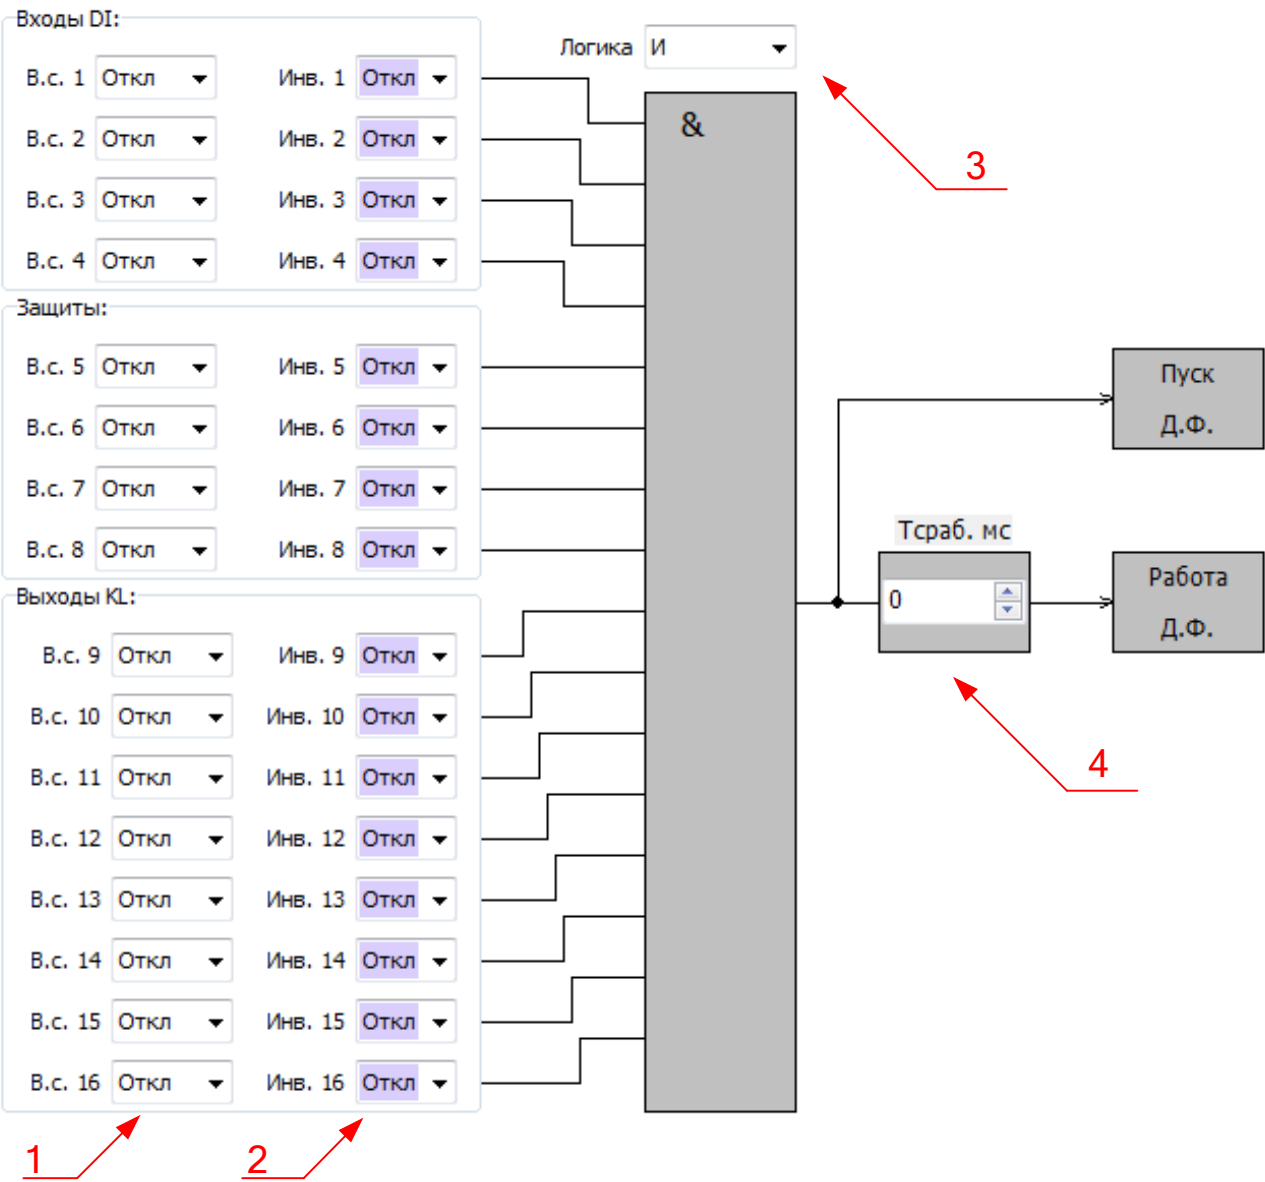 Входы DI:
В.с. 1 Откл Инв. 1 Откл
В.с. 2 Откл Инв. 2 Откл
В.с. 3 Откл Инв. 3 Откл
В.с. 4 Откл Инв. 4 Откл
Защиты:
В.с. 5 Откл Инв. 5 Откл
В.с. 6 Откл Инв. 6 Откл
В.с. 7 Откл Инв. 7 Откл
В.с. 8 Откл Инв. 8 Откл
Выходы KL:
В.с. 9 Откл Инв. 9 Откл
В.с. 10 Откл Инв. 10 Откл
В.с. 11 Откл Инв. 11 Откл
В.с. 12 Откл Инв. 12 Откл
В.с. 13 Откл Инв. 13 Откл
В.с. 14 Откл Инв. 14 Откл
В.с. 15 Откл Инв. 15 Откл
В.с. 16 Откл Инв. 16 Откл
1
2
Логика И
&
3
Пуск
Д.Ф.
Тсраб. мс
0
Работа
Д.Ф.
4